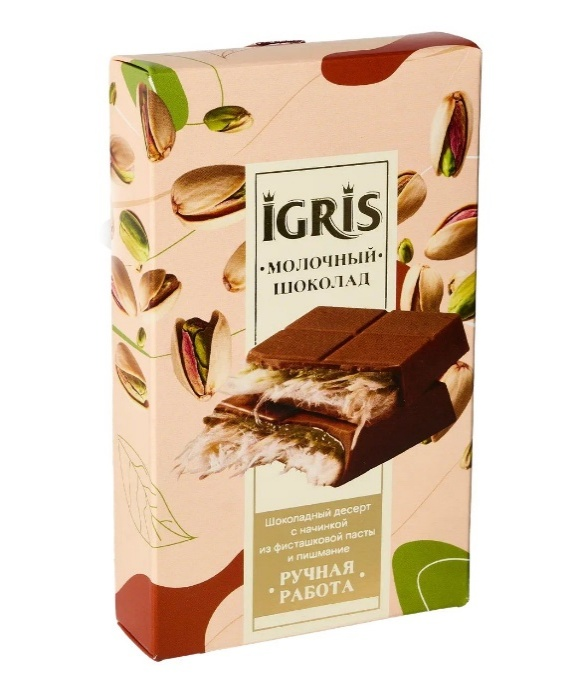 IGRIS
•МОЛОЧНЫЙ•
ШОКОЛАД
Шоколадный десерт
с начинкой
из фисташковой пасты
и пишмание
РУЧНАЯ
• РАБОТА •